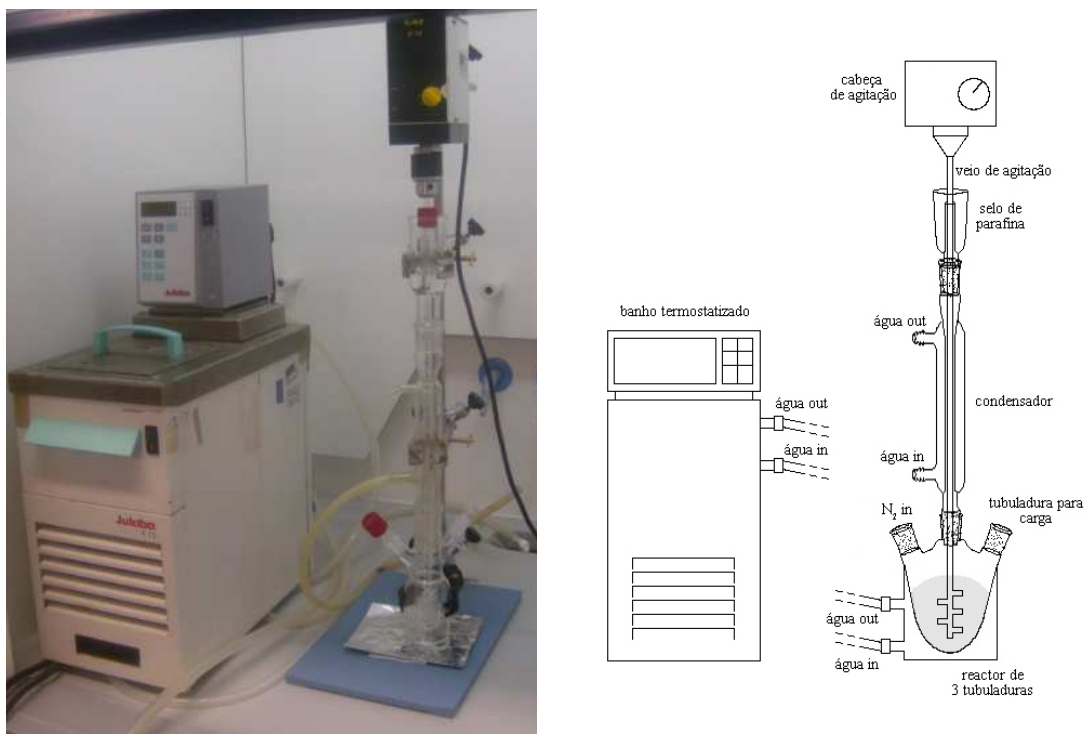 Julabo
Julabo
cabeça
de agitação
veio de agitação
selo de
parafina
banho termostatizado
água out
água out
condensador
água in
água in
N₂ in
tubuladura para
carga
água out
água in
reactor de
3 tubuladuras